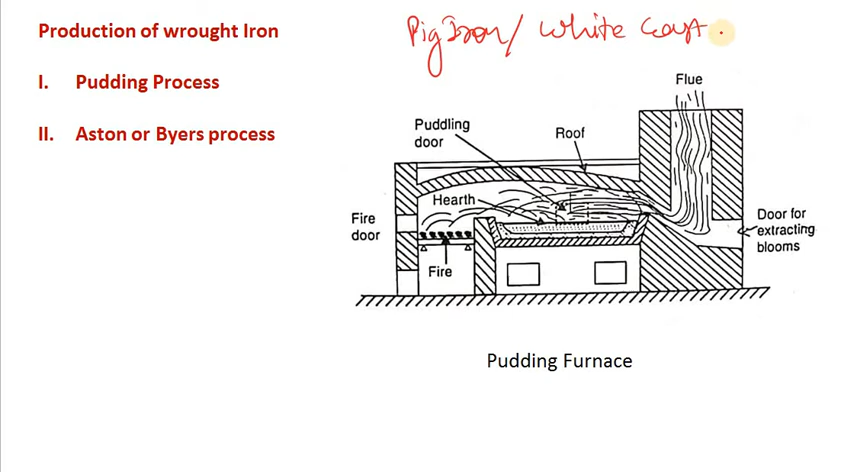 Production of wrought Iron
Pig Iron / White Cast
I. Pudding Process
II. Aston or Byers process
Flue
Puddling
door
Roof
Hearth
Fire
door
Fire
Door for
extracting
blooms
Pudding Furnace